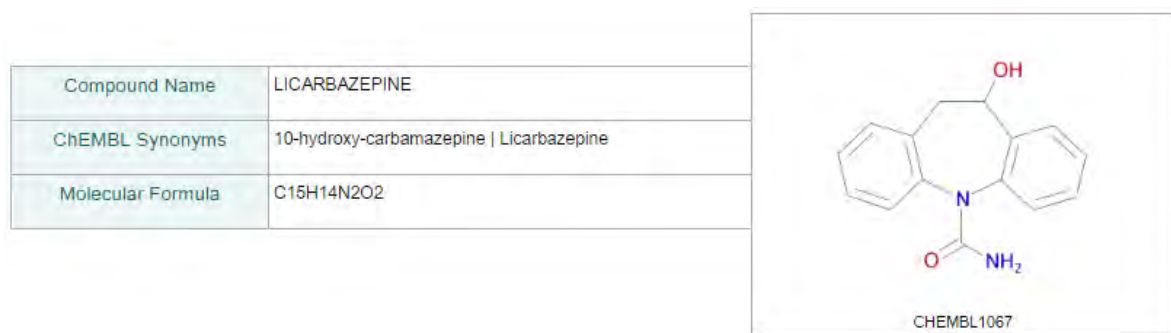 Compound Name LICARBAZEPINE
ChEMBL Synonyms 10-hydroxy-carbamazepine | Licarbazepine
Molecular Formula C15H14N2O2
OH
N
O NH₂
CHEMBL1067